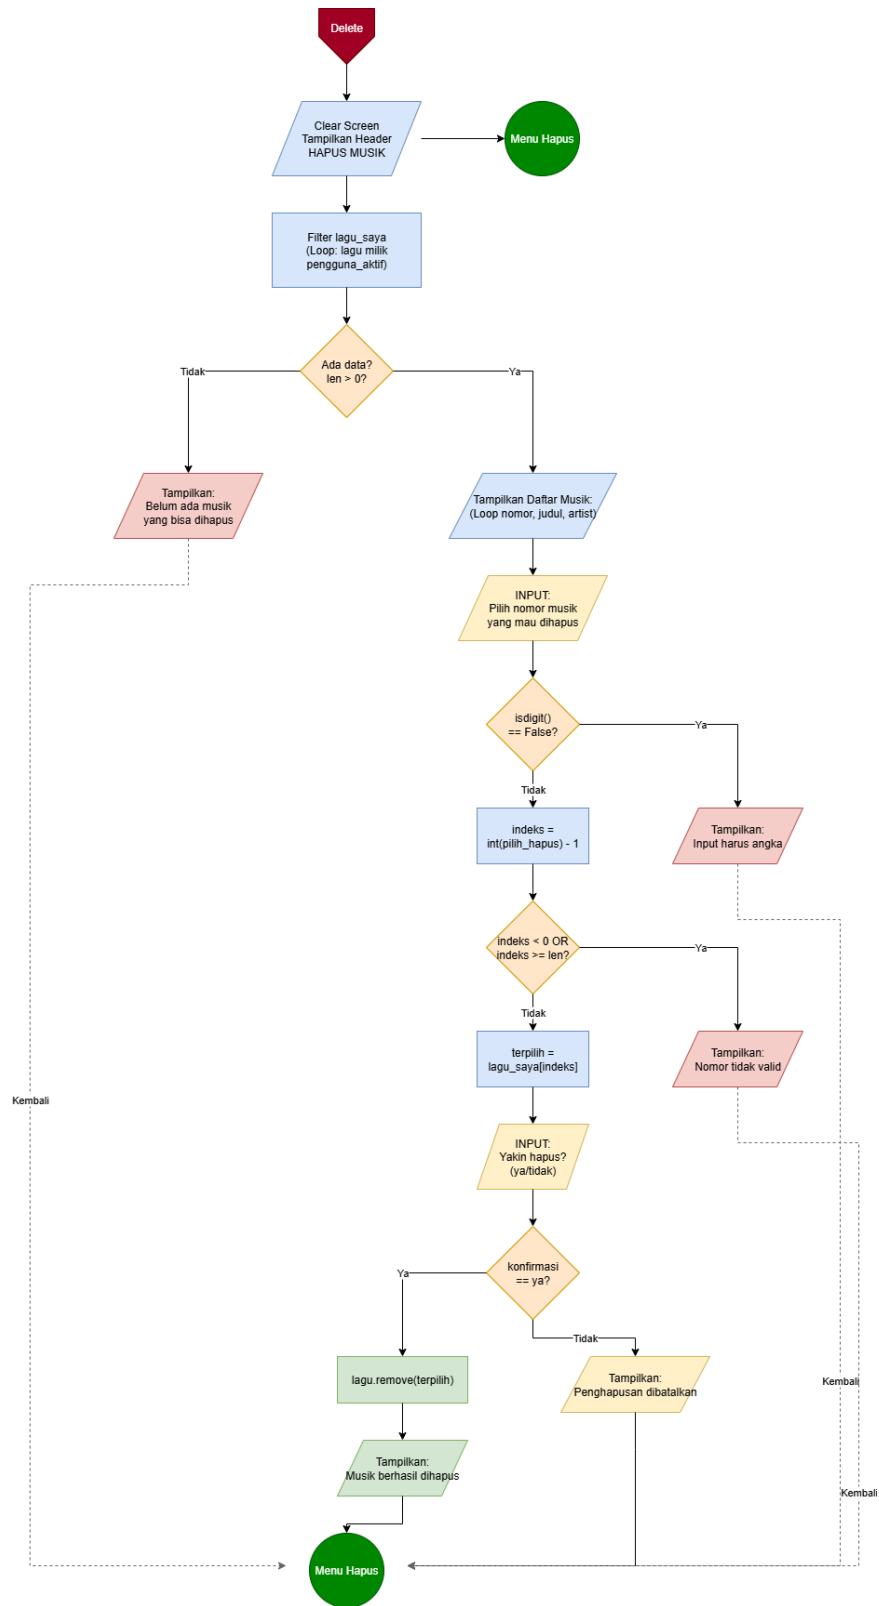 Delete
Clear Screen
Tampilkan Header
HAPUS MUSIK
Menu Hapus
Filter lagu_saya
(Loop: lagu milik
pengguna_aktif)
Ada data?
len > 0?
Tidak
Ya
Tampilkan:
Belum ada musik
yang bisa dihapus
Tampilkan Daftar Musik:
(Loop nomor, judul, artist)
INPUT:
Pilih nomor musik
yang mau dihapus
isdigit()
== False?
Ya
Tidak
indeks =
int(pilih_hapus) - 1
Tampilkan:
Input harus angka
indeks < 0 OR
indeks >= len?
Ya
Tidak
terpilih =
lagu_saya[indeks]
Tampilkan:
Nomor tidak valid
Kembali
INPUT:
Yakin hapus?
(ya/tidak)
konfirmasi
== ya?
Ya
Tidak
lagu.remove(terpilih)
Tampilkan:
Penghapusan dibatalkan
Kembali
Tampilkan:
Musik berhasil dihapus
Kembali
Menu Hapus